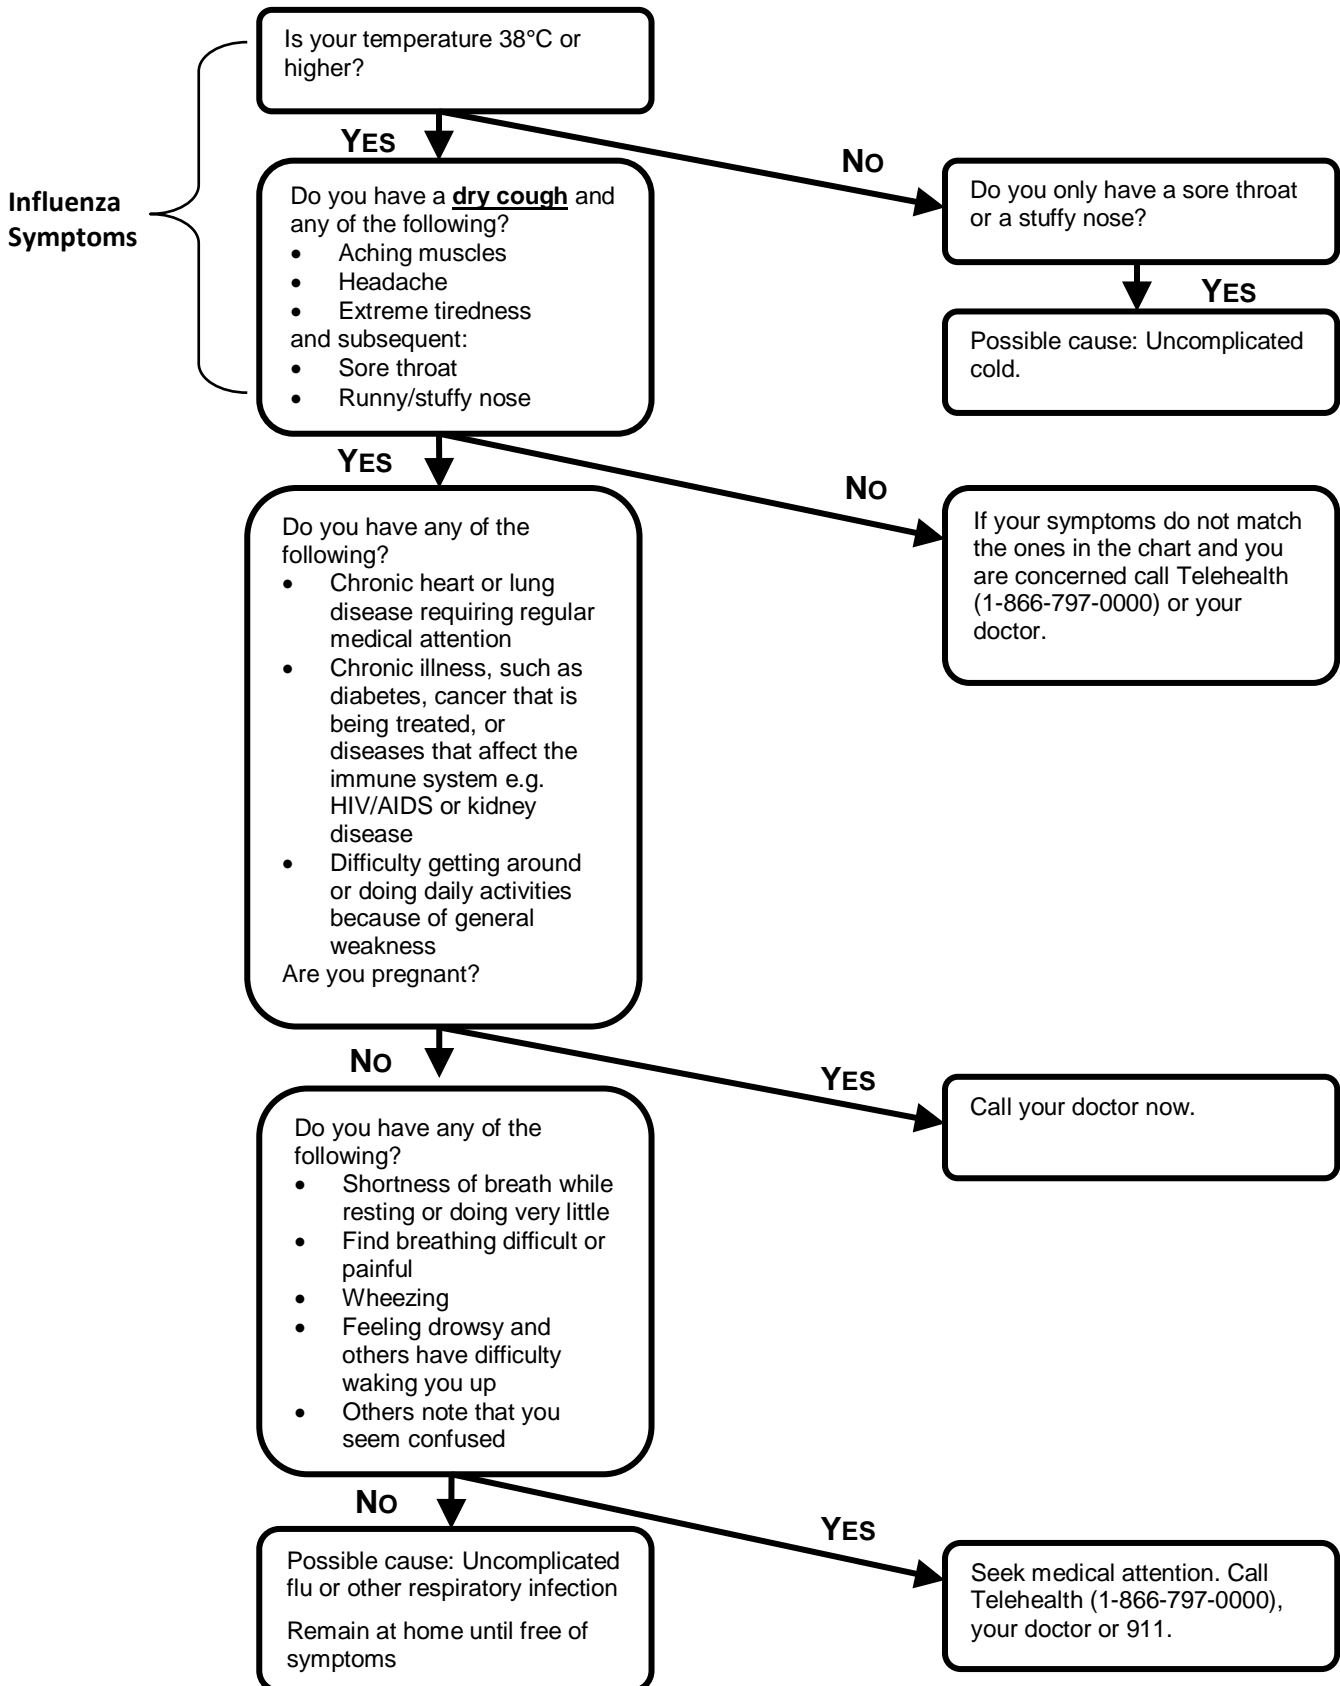 Is your temperature 38°C or
higher?
YES
NO
Influenza
Symptoms
Do you have a dry cough and
any of the following?
• Aching muscles
• Headache
• Extreme tiredness
and subsequent:
• Sore throat
• Runny/stuffy nose
Do you only have a sore throat
or a stuffy nose?
YES
Possible cause: Uncomplicated
cold.
YES
NO
Do you have any of the
following?
• Chronic heart or lung
disease requiring regular
medical attention
• Chronic illness, such as
diabetes, cancer that is
being treated, or
diseases that affect the
immune system e.g.
HIV/AIDS or kidney
disease
• Difficulty getting around
or doing daily activities
because of general
weakness
Are you pregnant?
If your symptoms do not match
the ones in the chart and you
are concerned call Telehealth
(1-866-797-0000) or your
doctor.
NO
YES
Do you have any of the
following?
• Shortness of breath while
resting or doing very little
• Find breathing difficult or
painful
• Wheezing
• Feeling drowsy and
others have difficulty
waking you up
• Others note that you
seem confused
Call your doctor now.
NO
YES
Possible cause: Uncomplicated
flu or other respiratory infection
Remain at home until free of
symptoms
Seek medical attention. Call
Telehealth (1-866-797-0000),
your doctor or 911.